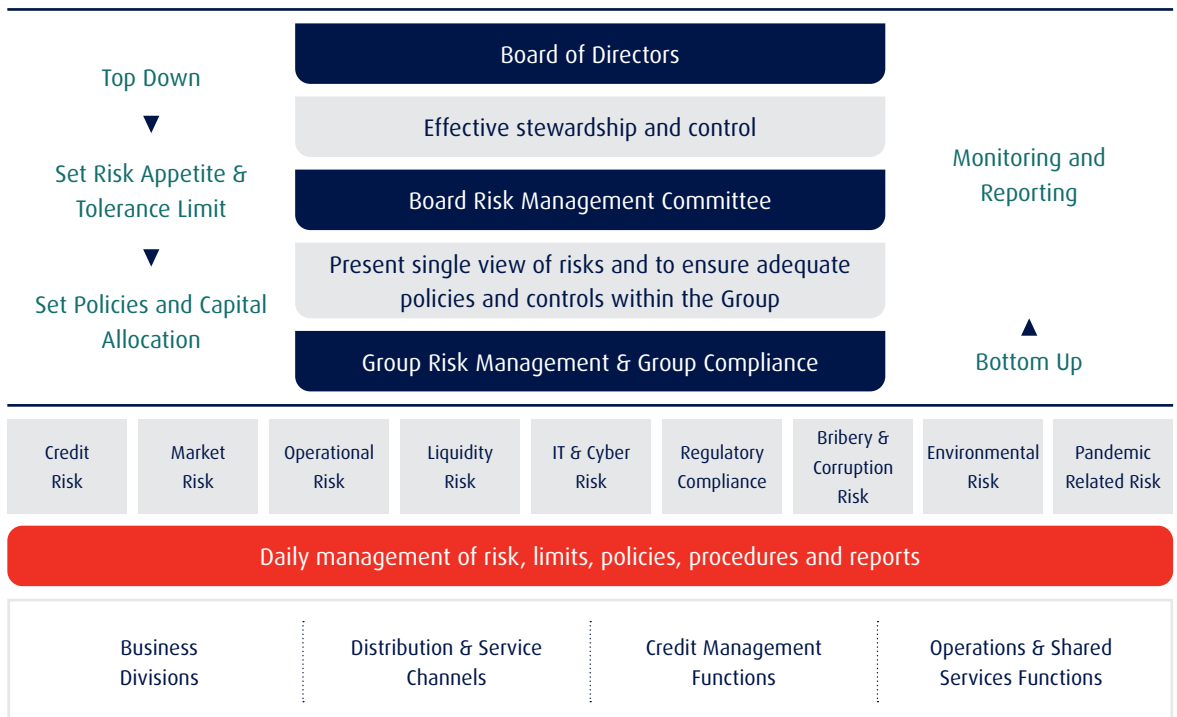 Top Down
Set Risk Appetite &
Tolerance Limit
Set Policies and Capital
Allocation
Board of Directors
Effective stewardship and control
Board Risk Management Committee
Present single view of risks and to ensure adequate
policies and controls within the Group
Group Risk Management & Group Compliance
Monitoring and
Reporting
Bottom Up
Credit
Risk
Market
Risk
Operational
Risk
Liquidity
Risk
IT & Cyber
Risk
Regulatory
Compliance
Bribery &
Corruption
Risk
Environmental
Risk
Pandemic
Related Risk
Daily management of risk, limits, policies, procedures and reports
Business
Divisions
Distribution & Service
Channels
Credit Management
Functions
Operations & Shared
Services Functions